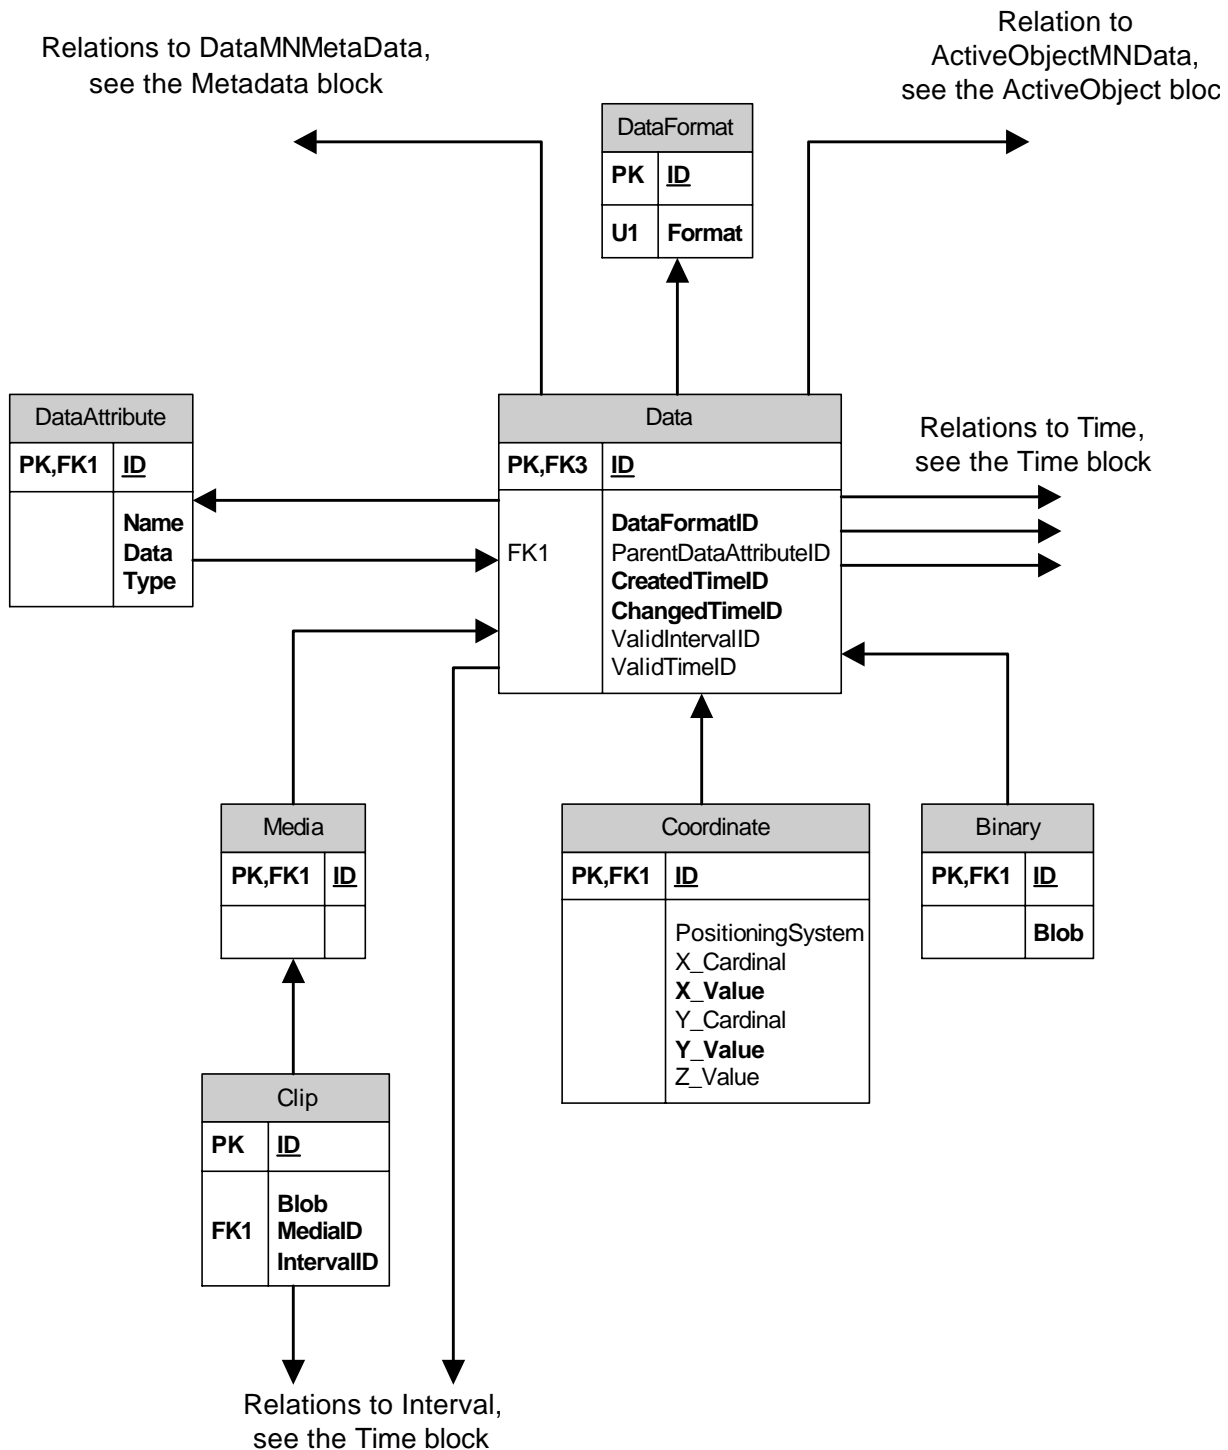 Relations to DataMNMetaData,
see the Metadata block
Relation to
ActiveObjectMNData,
see the ActiveObject bloc
DataFormat
PK ID
U1 Format
DataAttribute
PK,FK1 ID
Name
Data
Type
Data
PK,FK3 ID
DataFormatID
FK1 ParentDataAttributeID
CreatedTimeID
ChangedTimeID
ValidIntervalID
ValidTimeID
Relations to Time,
see the Time block
Media
PK,FK1 ID
Coordinate
PK,FK1 ID
PositioningSystem
X_Cardinal
X_Value
Y_Cardinal
Y_Value
Z_Value
Binary
PK,FK1 ID
Blob
Clip
PK ID
Blob
FK1 MediaID
IntervalID
Relations to Interval,
see the Time block